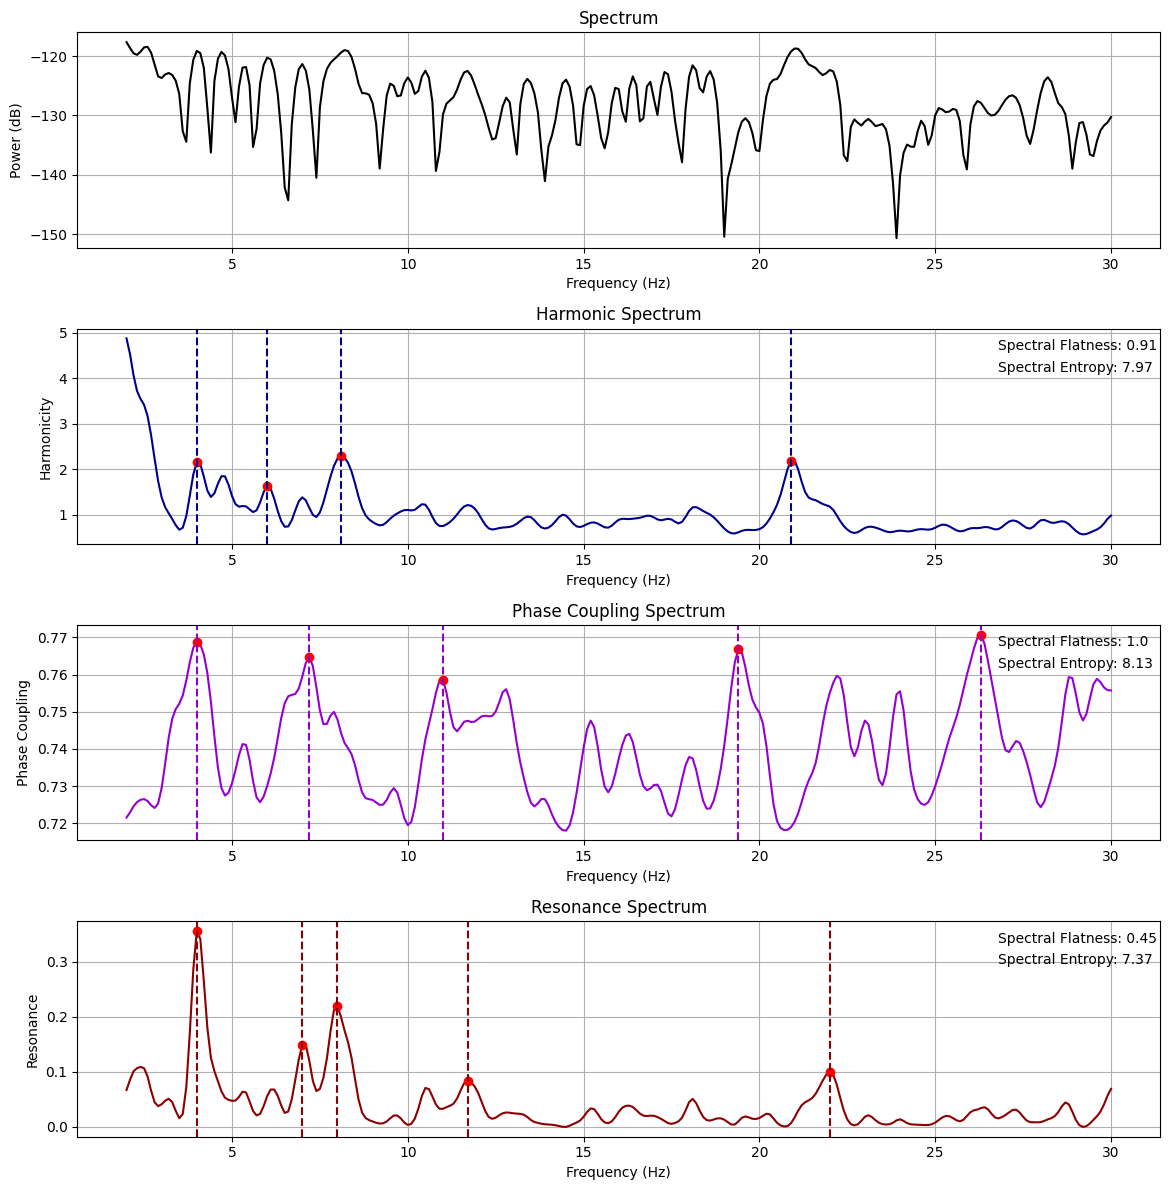 Spectrum
Power (dB)
−120
−130
−140
−150
5 10 15 20 25 30
Frequency (Hz)
Harmonic Spectrum
Harmonicity
5
4
3
2
1
Spectral Flatness: 0.91
Spectral Entropy: 7.97
5 10 15 20 25 30
Frequency (Hz)
Phase Coupling Spectrum
Phase Coupling
0.77
0.76
0.75
0.74
0.73
0.72
Spectral Flatness: 1.0
Spectral Entropy: 8.13
5 10 15 20 25 30
Frequency (Hz)
Resonance Spectrum
Resonance
0.3
0.2
0.1
0.0
Spectral Flatness: 0.45
Spectral Entropy: 7.37
5 10 15 20 25 30
Frequency (Hz)